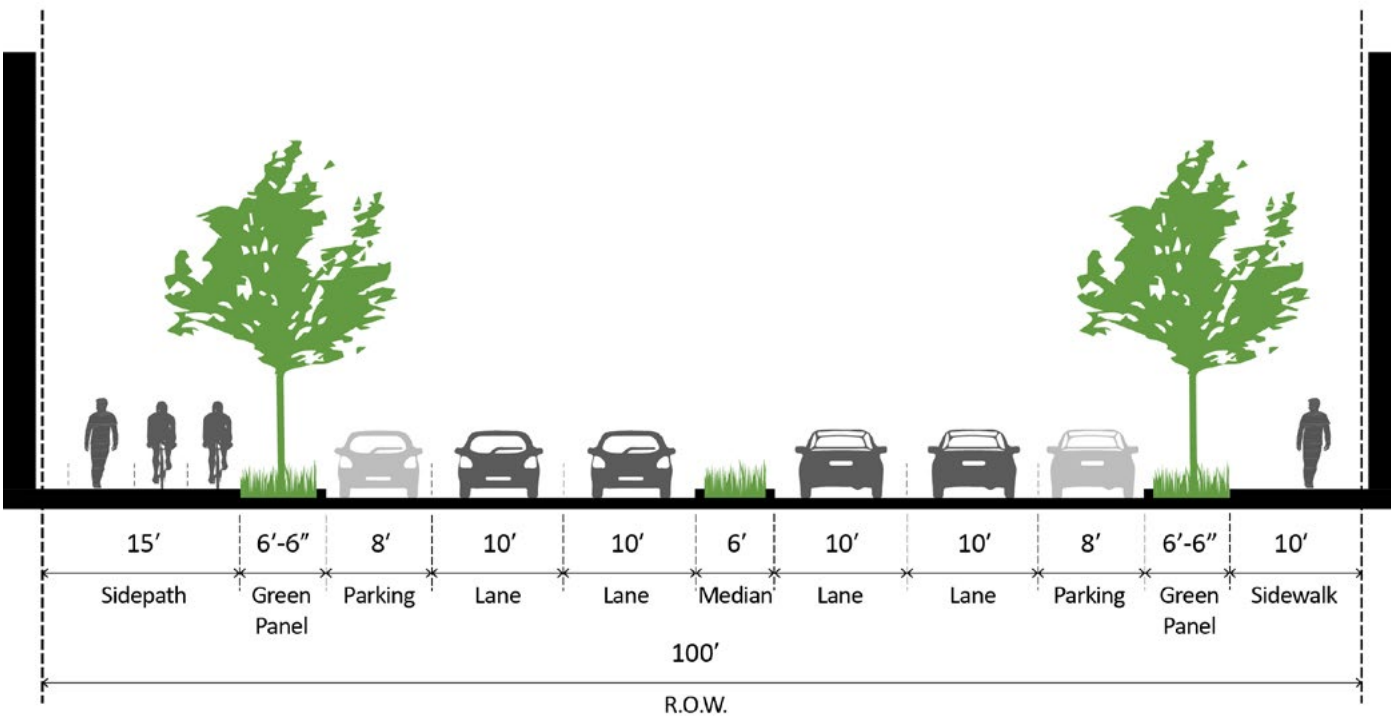 15’ 6’-6” 8’ 10’ 10’ 6’ 10’ 10’ 8’ 6’-6” 10’
Sidepath Green Parking Lane Lane Median Lane Lane Parking Green Sidewalk
Panel Panel
100’
R.O.W.